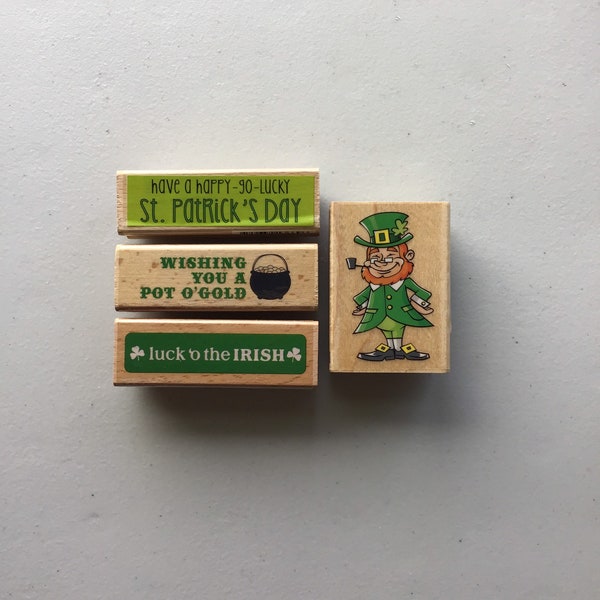 have a happy-go-lucky
St. Patrick's Day
WISHING
YOU A
POT O'GOLD
luck 'o the IRISH